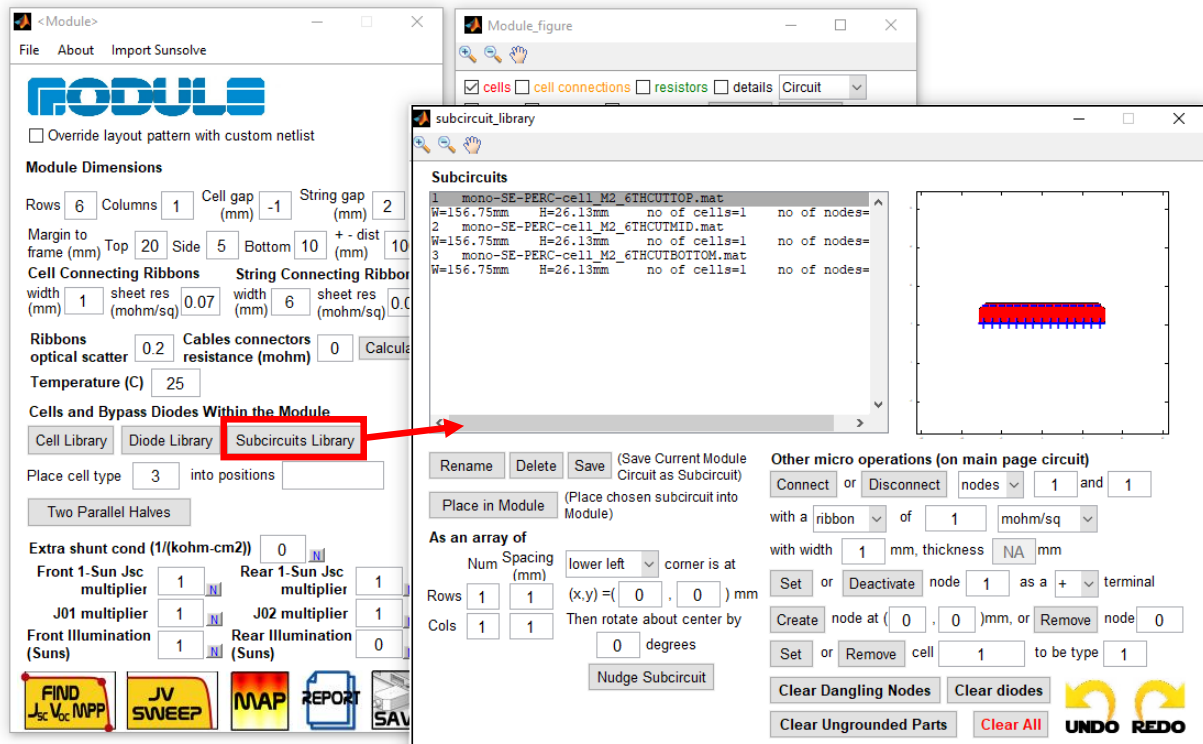 <Module>
File About Import Sunsolve
MODULE
Override layout pattern with custom netlist
Module Dimensions
Rows 6 Columns 1 Cell gap (mm) -1 String gap (mm) 2
Margin to frame (mm) Top 20 Side 5 Bottom 10 + - dist (mm) 10
Cell Connecting Ribbons String Connecting Ribbon
width (mm) 1 sheet res (mohm/sq) 0.07 width (mm) 6 sheet res (mohm/sq) 0.0
Ribbons optical scatter 0.2 Cables connectors resistance (mohm) 0 Calcula
Temperature (C) 25
Cells and Bypass Diodes Within the Module
Cell Library Diode Library Subcircuits Library
Place cell type 3 into positions
Two Parallel Halves
Extra shunt cond (1/(kohm-cm2)) 0 N
Front 1-Sun Jsc multiplier 1 N Rear 1-Sun Jsc multiplier 1
J01 multiplier 1 N J02 multiplier 1
Front Illumination (Suns) 1 N Rear Illumination (Suns) 0
FIND Jsc Voc MPP JV SWEEP MAP REPORT SAV
Module_figure
cells cell connections resistors details Circuit
subcircuit_library
Subcircuits
1 mono-SE-PERC-cell_M2_6THCUTTOP.mat
W=156.75mm H=26.13mm no of cells=1 no of nodes=
2 mono-SE-PERC-cell_M2_6THCUTMID.mat
W=156.75mm H=26.13mm no of cells=1 no of nodes=
3 mono-SE-PERC-cell_M2_6THCUTBOTTOM.mat
W=156.75mm H=26.13mm no of cells=1 no of nodes=
Rename Delete Save (Save Current Module Circuit as Subcircuit)
Place in Module (Place chosen subcircuit into Module)
As an array of
Num Spacing (mm) lower left corner is at
Rows 1 1 (x,y) =( 0 , 0 ) mm
Cols 1 1 Then rotate about center by
0 degrees
Nudge Subcircuit
Other micro operations (on main page circuit)
Connect or Disconnect nodes 1 and 1
with a ribbon of 1 mohm/sq
with width 1 mm, thickness NA mm
Set or Deactivate node 1 as a + terminal
Create node at ( 0 , 0 )mm, or Remove node 0
Set or Remove cell 1 to be type 1
Clear Dangling Nodes Clear diodes
Clear Ungrounded Parts Clear All UNDO REDO